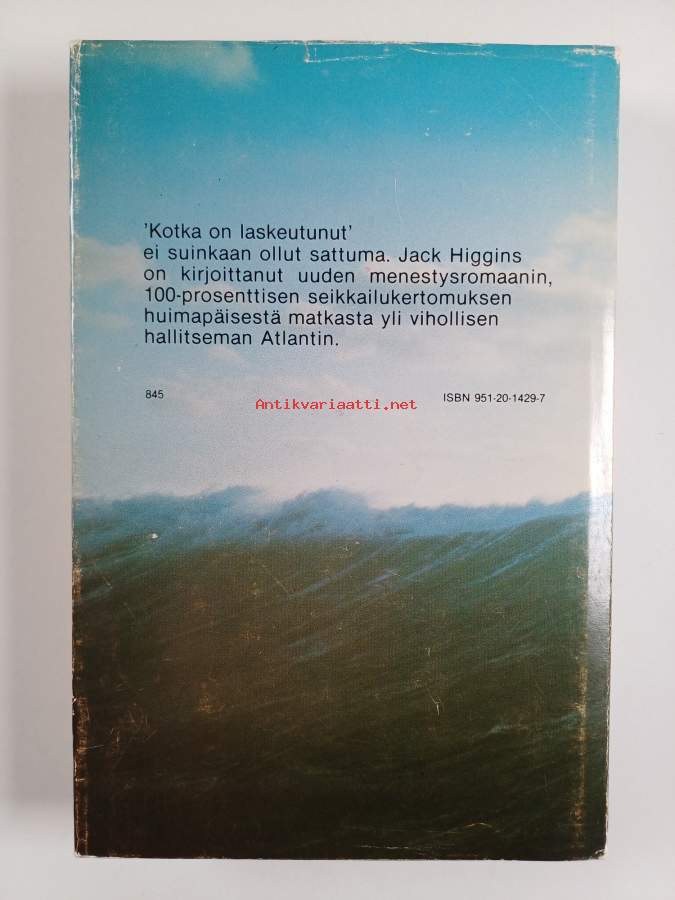 'Kotka on laskeutunut'
ei suinkaan ollut sattuma. Jack Higgins
on kirjoittanut uuden menestysromaanin,
100-prosenttisen seikkailukertomuksen
huimapäisestä matkasta yli vihollisen
hallitseman Atlantin.
845
Antikvariaatti.net
ISBN 951-20-1429-7